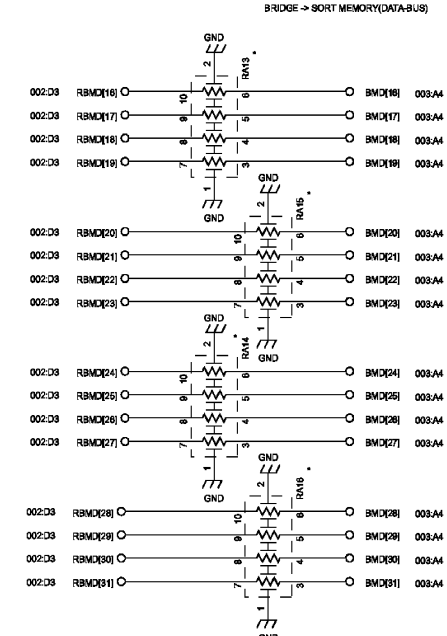 BRIDGE -> SORT MEMORY(DATA-BUS)
GND
2
RA13 *
002:D3 RBMD[16] 10 6 BMD[16] 003:A4
002:D3 RBMD[17] 9 5 BMD[17] 003:A4
002:D3 RBMD[18] 8 4 BMD[18] 003:A4
002:D3 RBMD[19] 7 3 BMD[19] 003:A4
1
GND
GND
2
RA15 *
002:D3 RBMD[20] 10 6 BMD[20] 003:A4
002:D3 RBMD[21] 9 5 BMD[21] 003:A4
002:D3 RBMD[22] 8 4 BMD[22] 003:A4
002:D3 RBMD[23] 7 3 BMD[23] 003:A4
1
GND
GND
2
RA14 *
002:D3 RBMD[24] 10 6 BMD[24] 003:A4
002:D3 RBMD[25] 9 5 BMD[25] 003:A4
002:D3 RBMD[26] 8 4 BMD[26] 003:A4
002:D3 RBMD[27] 7 3 BMD[27] 003:A4
1
GND
GND
2
RA16 *
002:D3 RBMD[28] 10 6 BMD[28] 003:A4
002:D3 RBMD[29] 9 5 BMD[29] 003:A4
002:D3 RBMD[30] 8 4 BMD[30] 003:A4
002:D3 RBMD[31] 7 3 BMD[31] 003:A4
1
GND